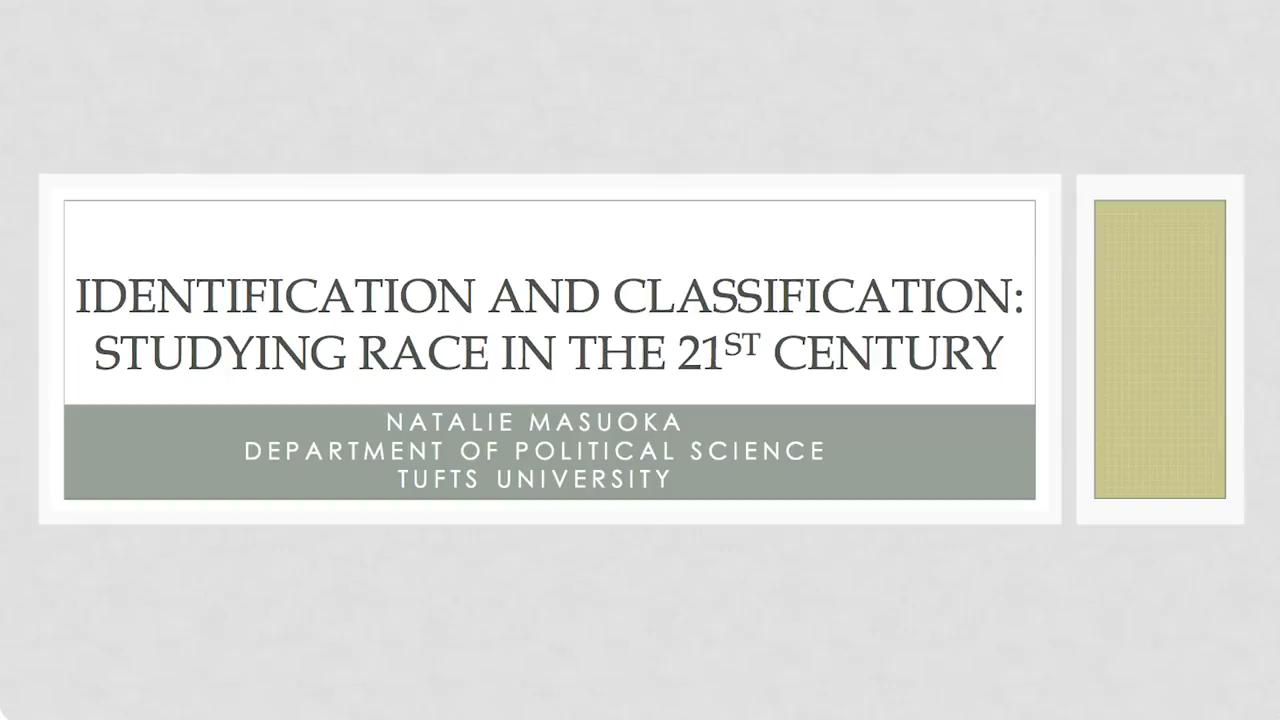 IDENTIFICATION AND CLASSIFICATION:
STUDYING RACE IN THE 21ST CENTURY
NATALIE MASUOKA
DEPARTMENT OF POLITICAL SCIENCE
TUFTS UNIVERSITY